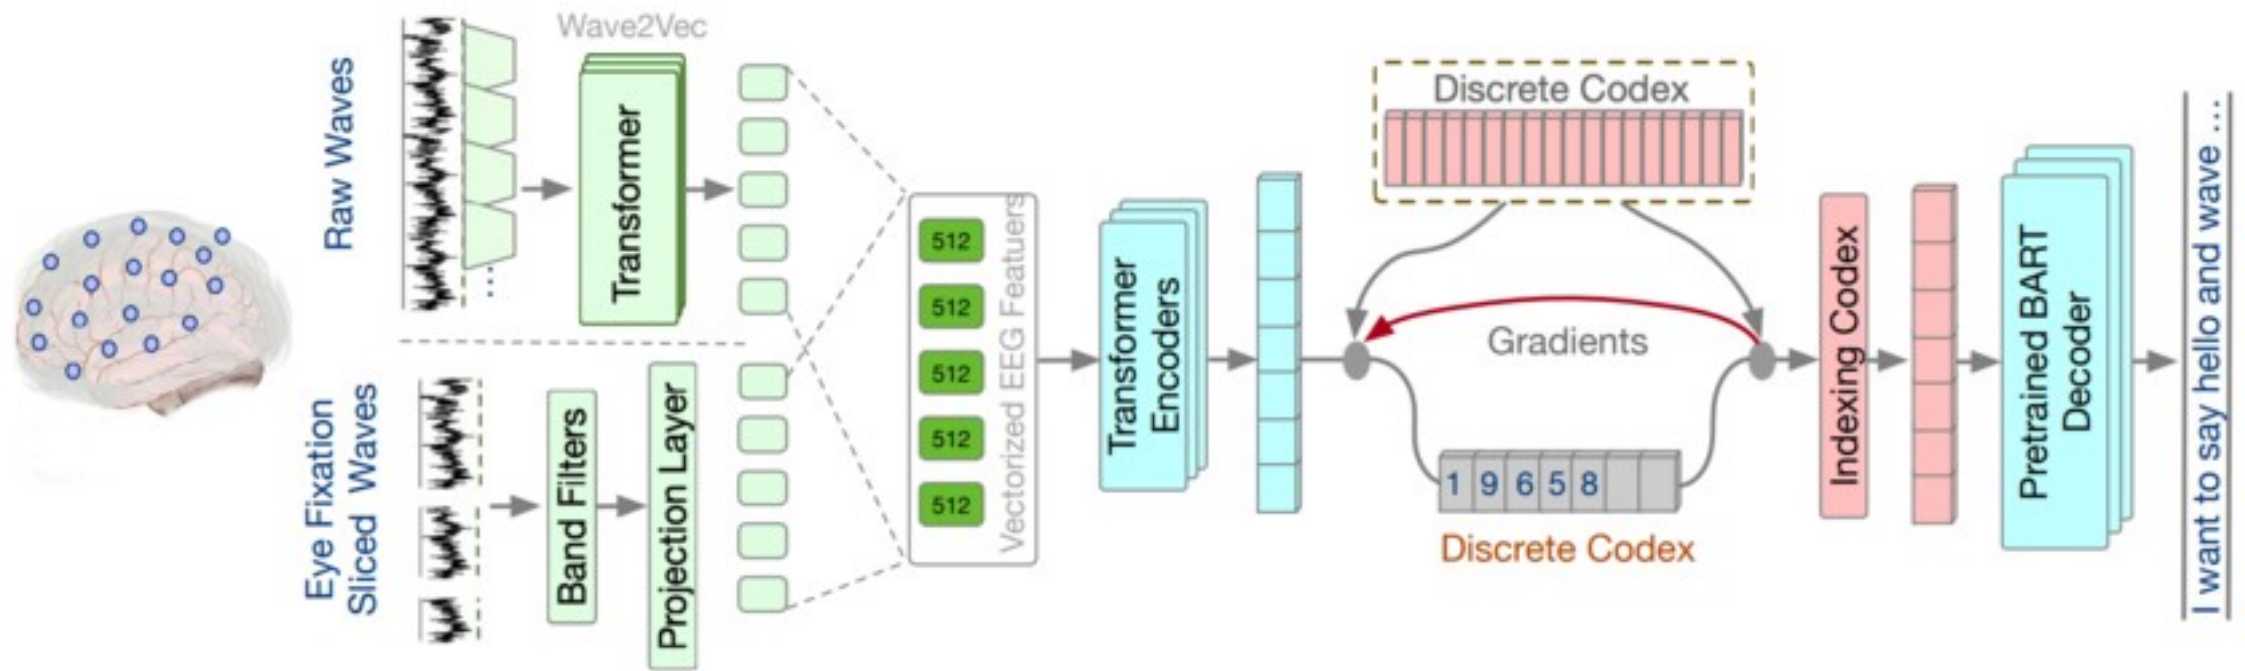 Raw Waves
Wave2Vec
Transformer
Eye Fixation
Sliced Waves
Band Filters
Projection Layer
512
512
512
512
512
Vectorized EEG Featuers
Transformer
Encoders
Discrete Codex
Gradients
1 9 6 5 8
Discrete Codex
Indexing Codex
Pretrained BART
Decoder
I want to say hello and wave ...